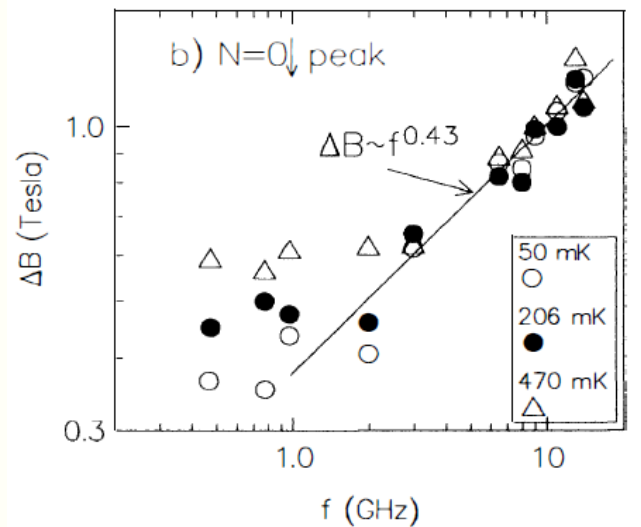 b) N=0↓ peak
1.0
ΔB~f^0.43
ΔB (Tesla)
50 mK
206 mK
470 mK
0.3
1.0
10
f (GHz)